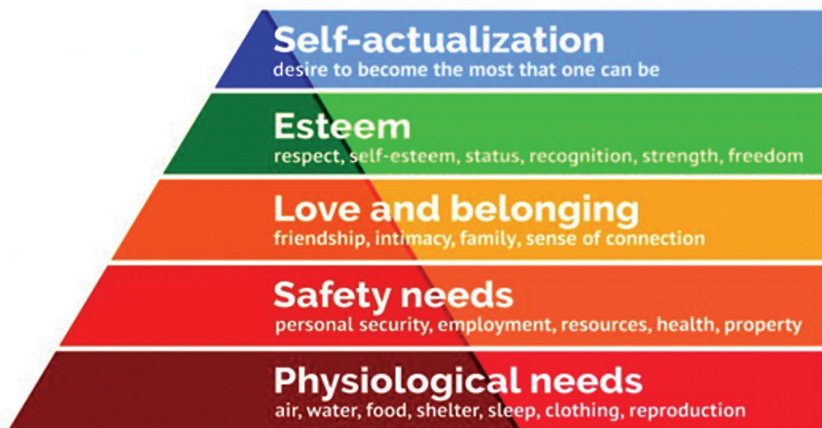 Self-actualization
desire to become the most that one can be
Esteem
respect, self-esteem, status, recognition, strength, freedom
Love and belonging
friendship, intimacy, family, sense of connection
Safety needs
personal security, employment, resources, health, property
Physiological needs
air, water, food, shelter, sleep, clothing, reproduction